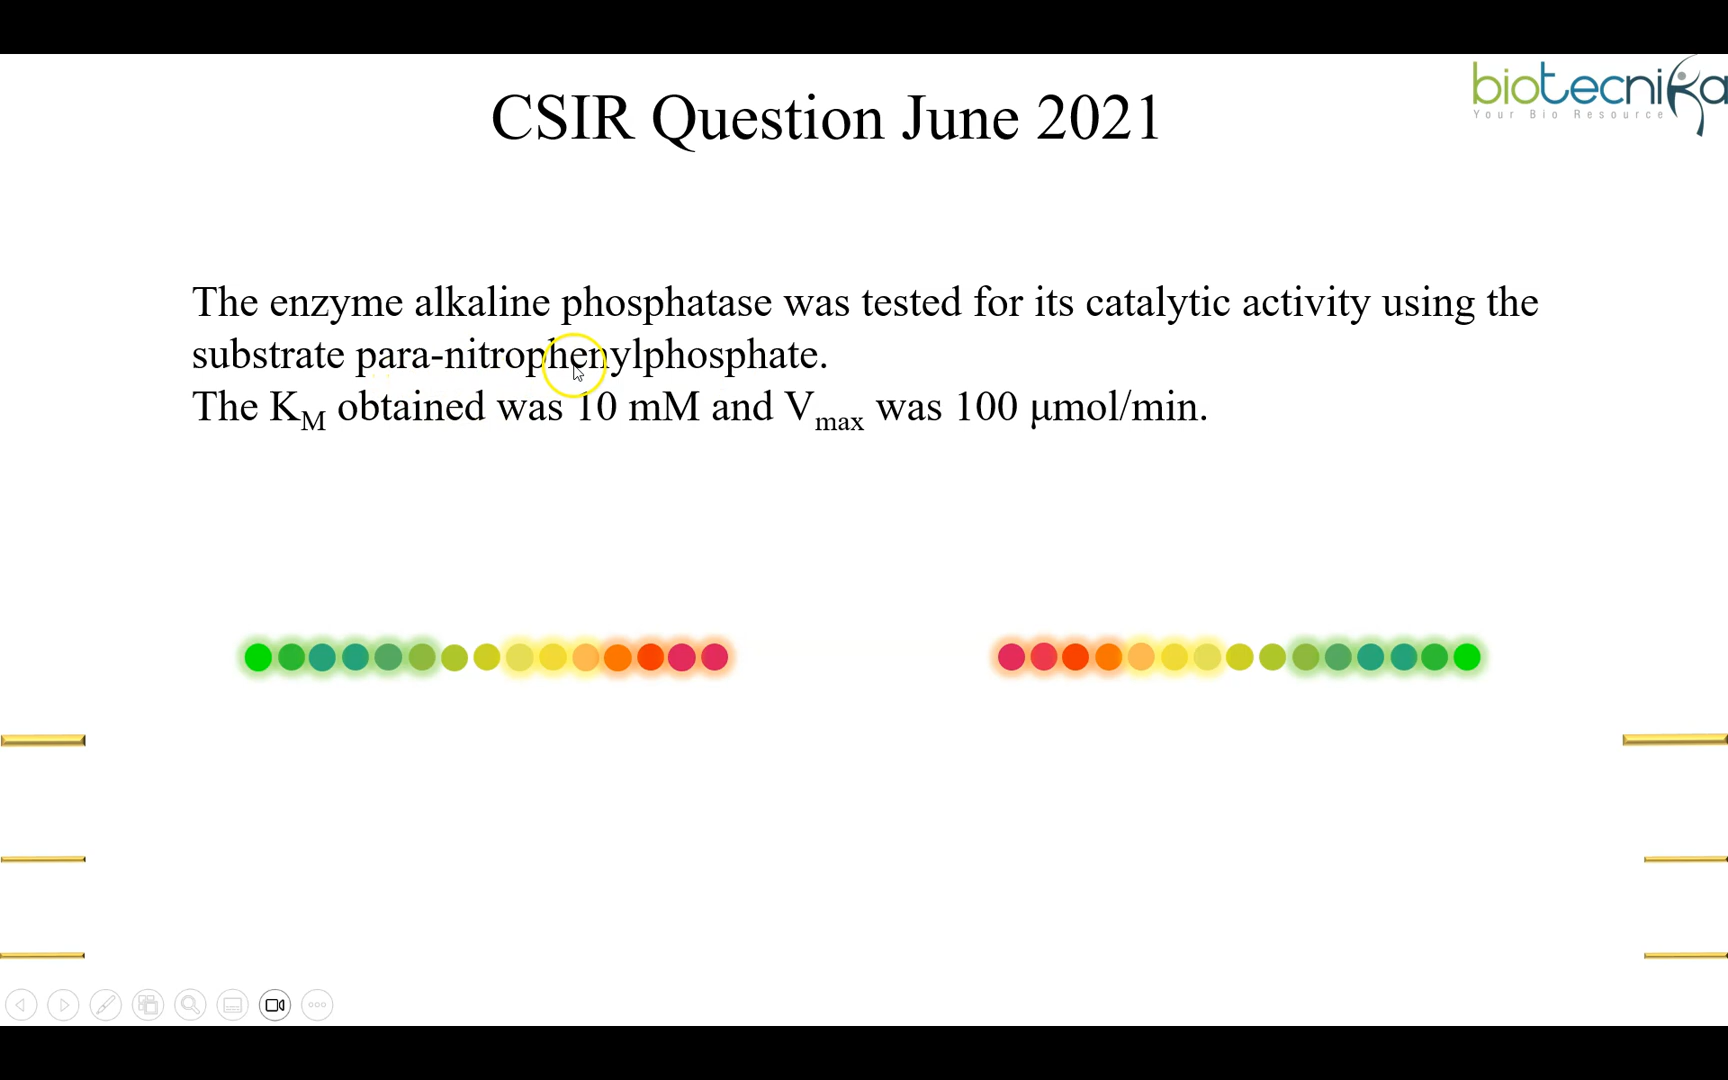 biotecnika
Your Bio Resource
CSIR Question June 2021
The enzyme alkaline phosphatase was tested for its catalytic activity using the
substrate para-nitrophenylphosphate.
The KM obtained was 10 mM and Vmax was 100 μmol/min.